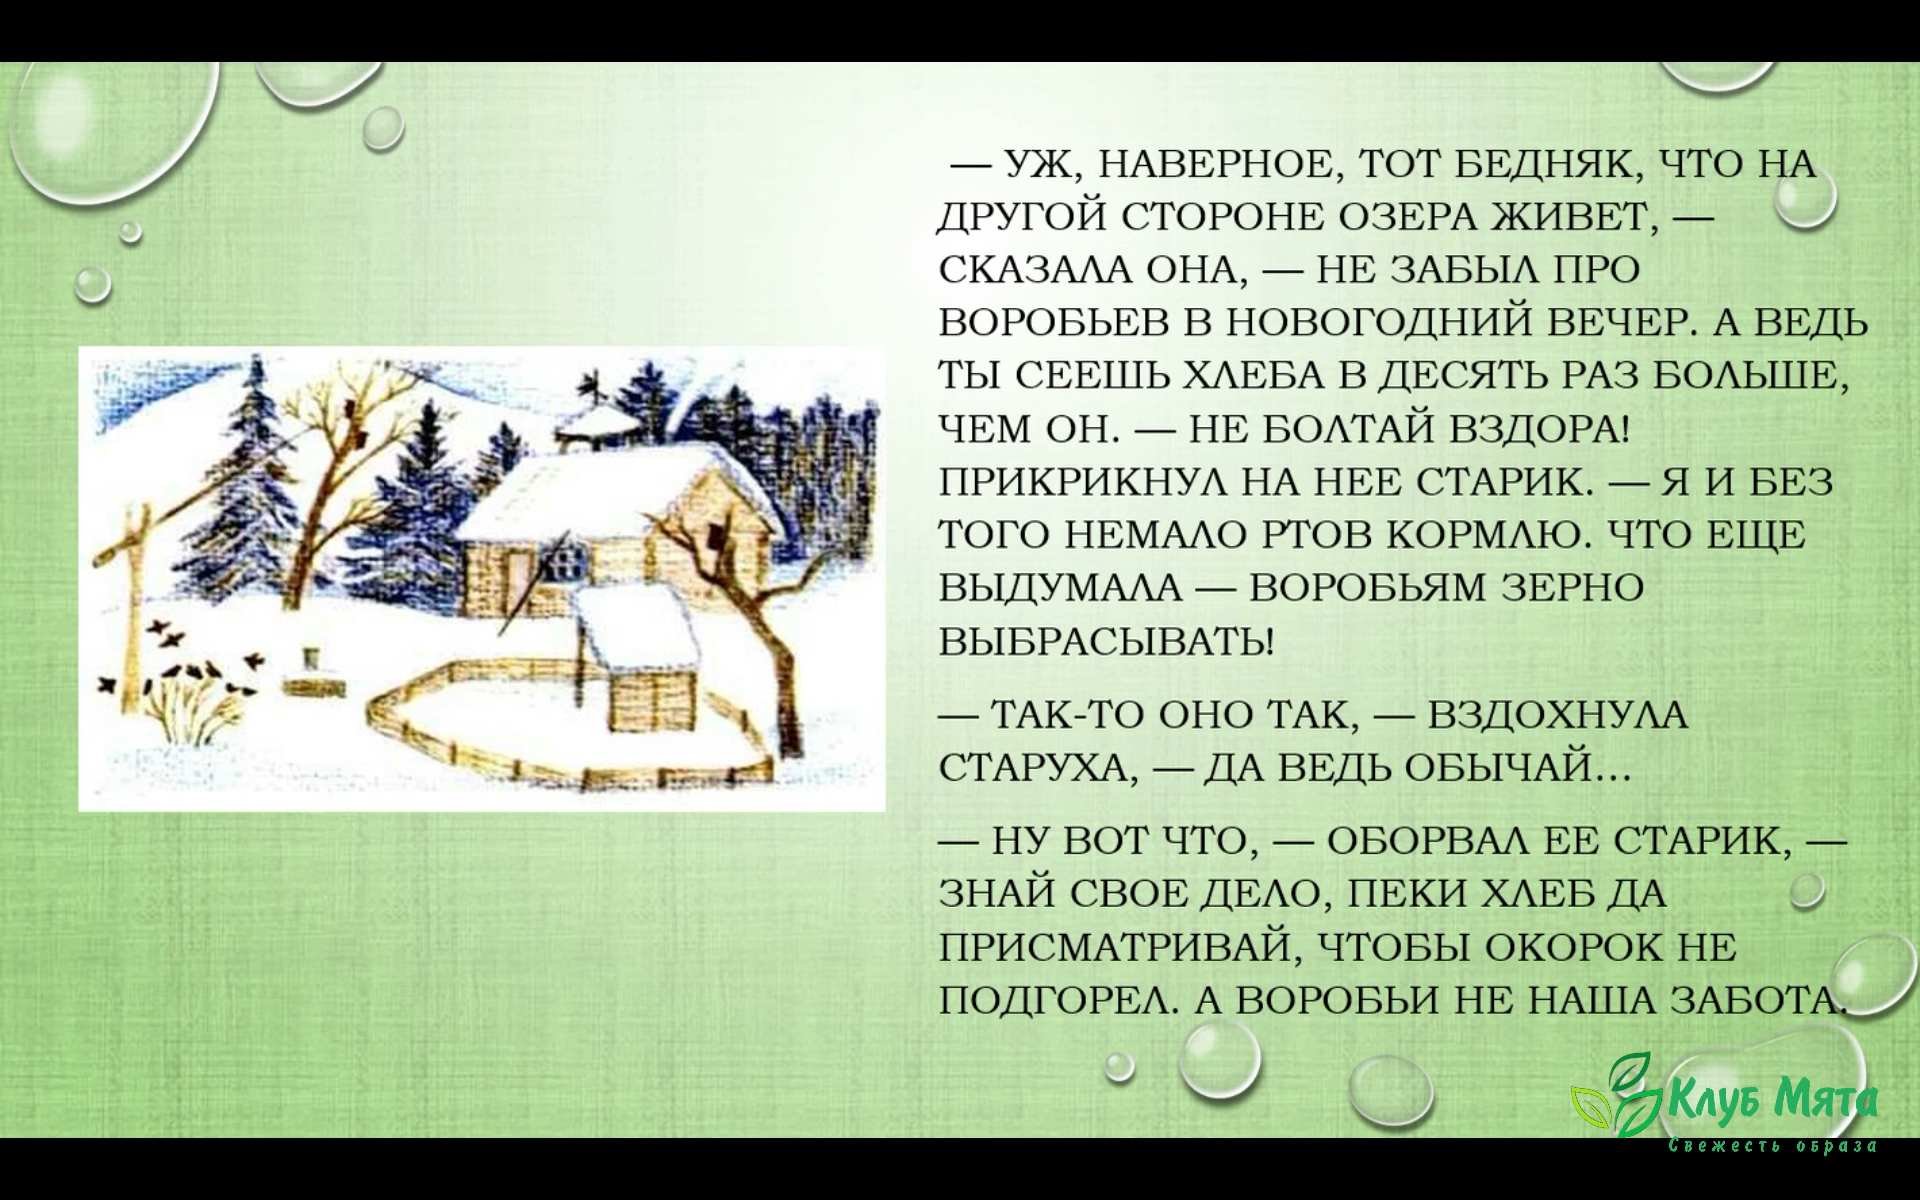 — УЖ, НАВЕРНОЕ, ТОТ БЕДНЯК, ЧТО НА
ДРУГОЙ СТОРОНЕ ОЗЕРА ЖИВЕТ, —
СКАЗАЛА ОНА, — НЕ ЗАБЫЛ ПРО
ВОРОБЬЕВ В НОВОГОДНИЙ ВЕЧЕР. А ВЕДЬ
ТЫ СЕЕШЬ ХЛЕБА В ДЕСЯТЬ РАЗ БОЛЬШЕ,
ЧЕМ ОН. — НЕ БОЛТАЙ ВЗДОРА!
ПРИКРИКНУЛ НА НЕЕ СТАРИК. — Я И БЕЗ
ТОГО НЕМАЛО РТОВ КОРМЛЮ. ЧТО ЕЩЕ
ВЫДУМАЛА — ВОРОБЬЯМ ЗЕРНО
ВЫБРАСЫВАТЬ!
— ТАК-ТО ОНО ТАК, — ВЗДОХНУЛА
СТАРУХА, — ДА ВЕДЬ ОБЫЧАЙ...
— НУ ВОТ ЧТО, — ОБОРВАЛ ЕЕ СТАРИК, —
ЗНАЙ СВОЕ ДЕЛО, ПЕКИ ХЛЕБ ДА
ПРИСМАТРИВАЙ, ЧТОБЫ ОКОРОК НЕ
ПОДГОРЕЛ. А ВОРОБЬИ НЕ НАША ЗАБОТА.
Клуб Мята
Свежесть образа